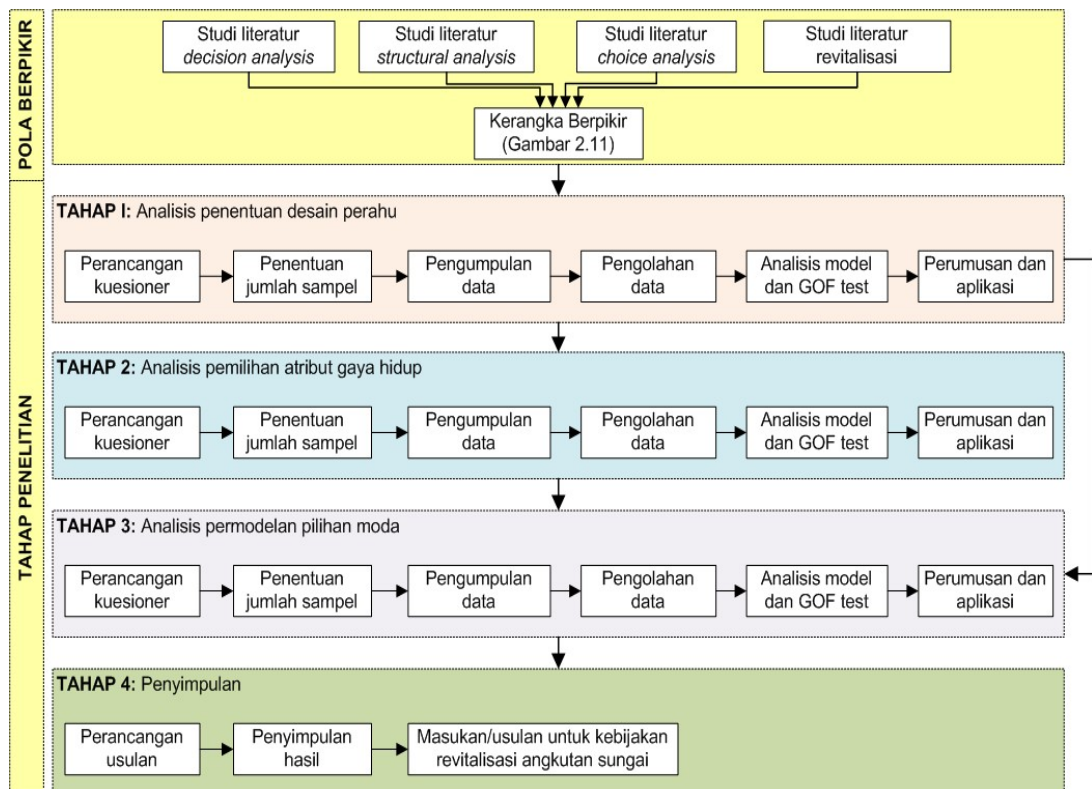 POLA BERPIKIR
Studi literatur
decision analysis
Studi literatur
structural analysis
Studi literatur
choice analysis
Studi literatur
revitalisasi
Kerangka Berpikir
(Gambar 2.11)
TAHAP PENELITIAN
TAHAP I: Analisis penentuan desain perahu
Perancangan
kuesioner
Penentuan
jumlah sampel
Pengumpulan
data
Pengolahan
data
Analisis model
dan GOF test
Perumusan dan
aplikasi
TAHAP 2: Analisis pemilihan atribut gaya hidup
Perancangan
kuesioner
Penentuan
jumlah sampel
Pengumpulan
data
Pengolahan
data
Analisis model
dan GOF test
Perumusan dan
aplikasi
TAHAP 3: Analisis permodelan pilihan moda
Perancangan
kuesioner
Penentuan
jumlah sampel
Pengumpulan
data
Pengolahan
data
Analisis model
dan GOF test
Perumusan dan
aplikasi
TAHAP 4: Penyimpulan
Perancangan
usulan
Penyimpulan
hasil
Masukan/usulan untuk kebijakan
revitalisasi angkutan sungai